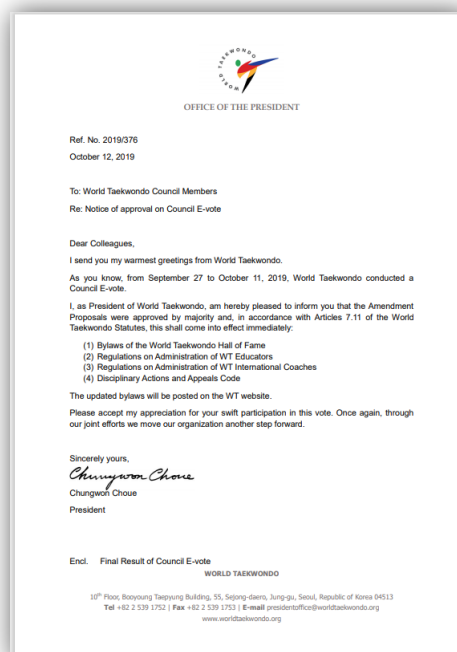 WORLD TAEKWONDO
OFFICE OF THE PRESIDENT
Ref. No. 2019/376
October 12, 2019
To: World Taekwondo Council Members
Re: Notice of approval on Council E-vote
Dear Colleagues,
I send you my warmest greetings from World Taekwondo.
As you know, from September 27 to October 11, 2019, World Taekwondo conducted a
Council E-vote.
I, as President of World Taekwondo, am hereby pleased to inform you that the Amendment
Proposals were approved by majority and, in accordance with Articles 7.11 of the World
Taekwondo Statutes, this shall come into effect immediately:
(1) Bylaws of the World Taekwondo Hall of Fame
(2) Regulations on Administration of WT Educators
(3) Regulations on Administration of WT International Coaches
(4) Disciplinary Actions and Appeals Code
The updated bylaws will be posted on the WT website.
Please accept my appreciation for your swift participation in this vote. Once again, through
our joint efforts we move our organization another step forward.
Sincerely yours,
Chungwon Choue
Chungwon Choue
President
Encl. Final Result of Council E-vote
WORLD TAEKWONDO
10th Floor, Booyoung Taepyung Building, 55, Sejong-daero, Jung-gu, Seoul, Republic of Korea 04513
Tel +82 2 539 1752 | Fax +82 2 539 1753 | E-mail presidentoffice@worldtaekwondo.org
www.worldtaekwondo.org